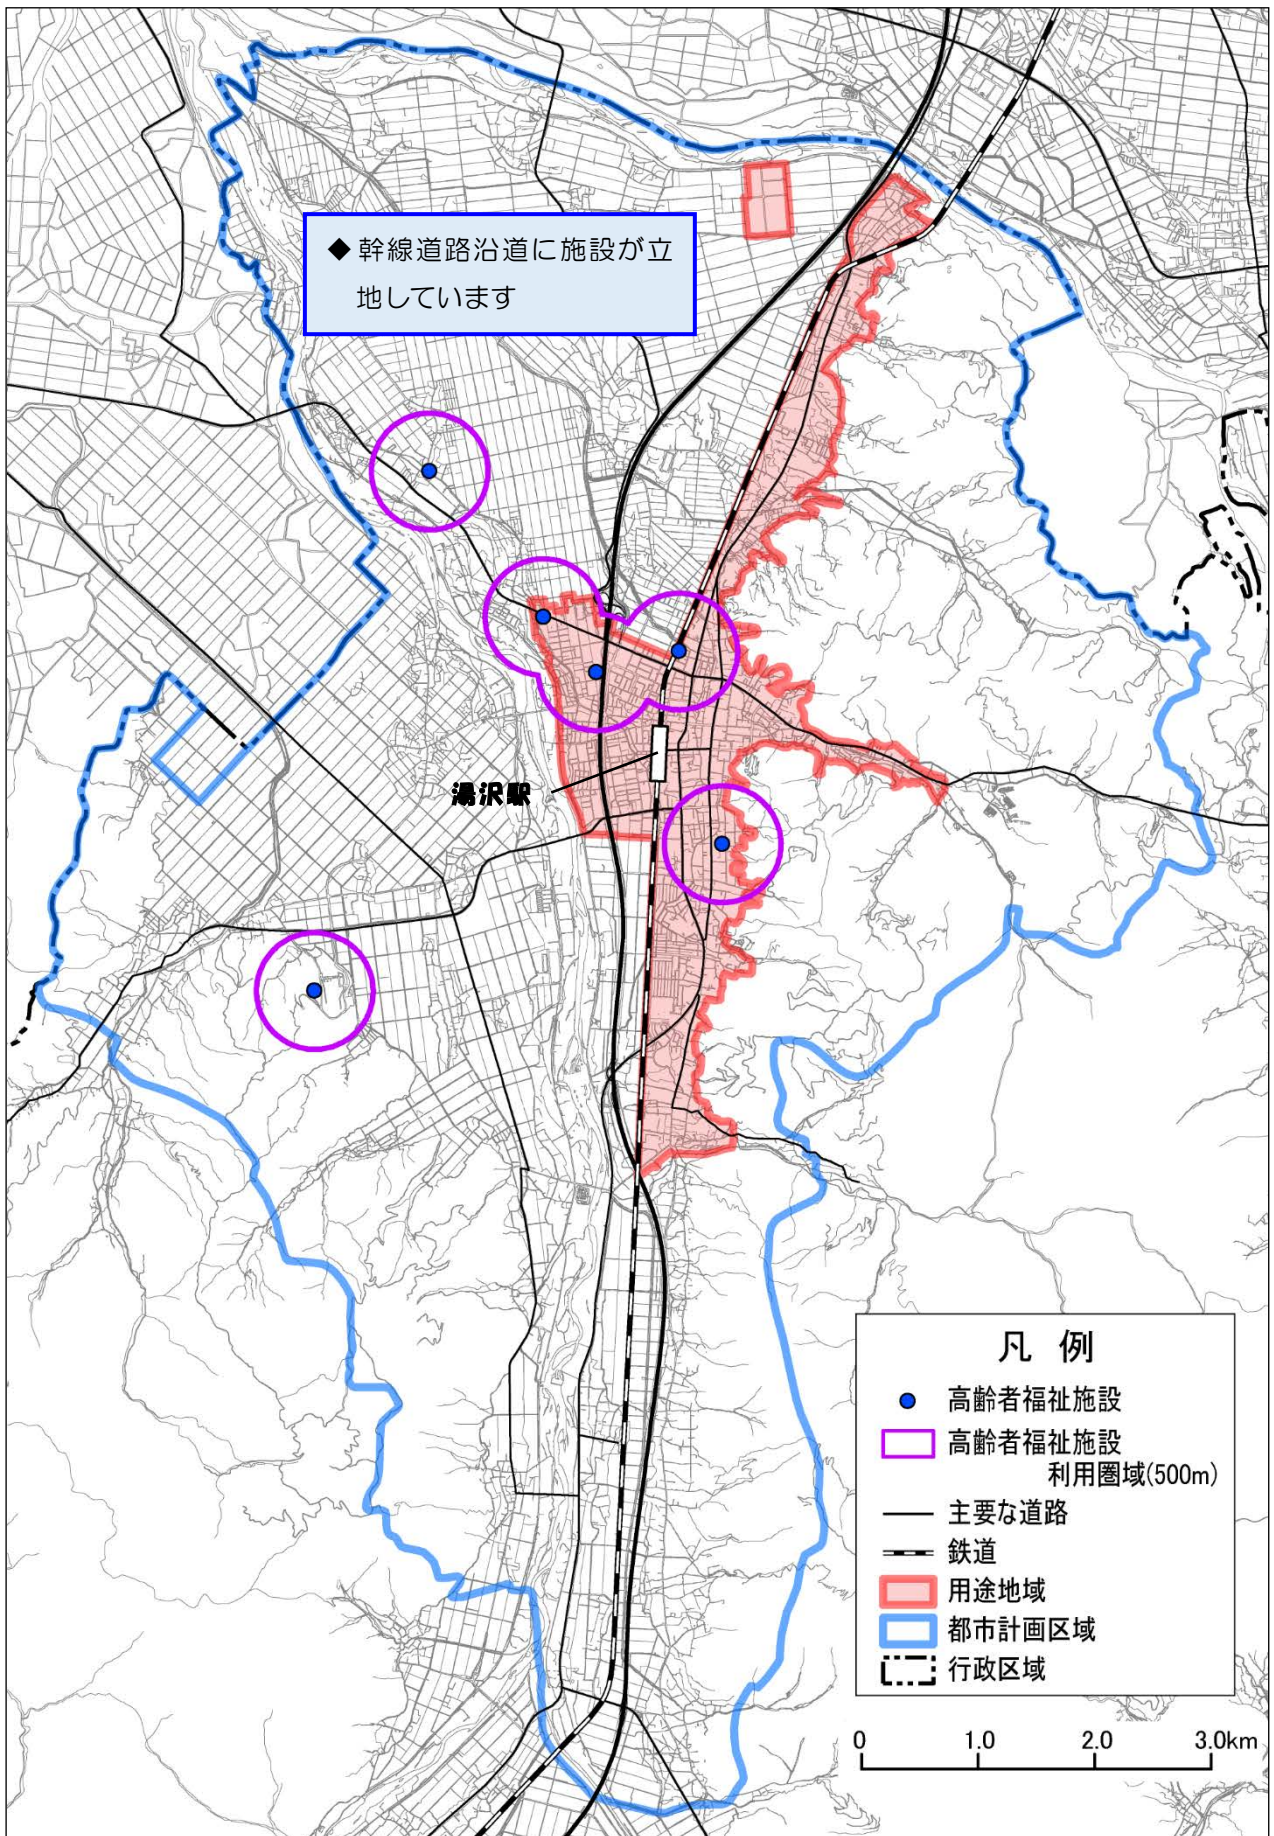 ◆幹線道路沿道に施設が立
地しています
湯沢駅
凡 例
高齢者福祉施設
高齢者福祉施設
利用圏域(500m)
主要な道路
鉄道
用途地域
都市計画区域
行政区域
0 1.0 2.0 3.0km